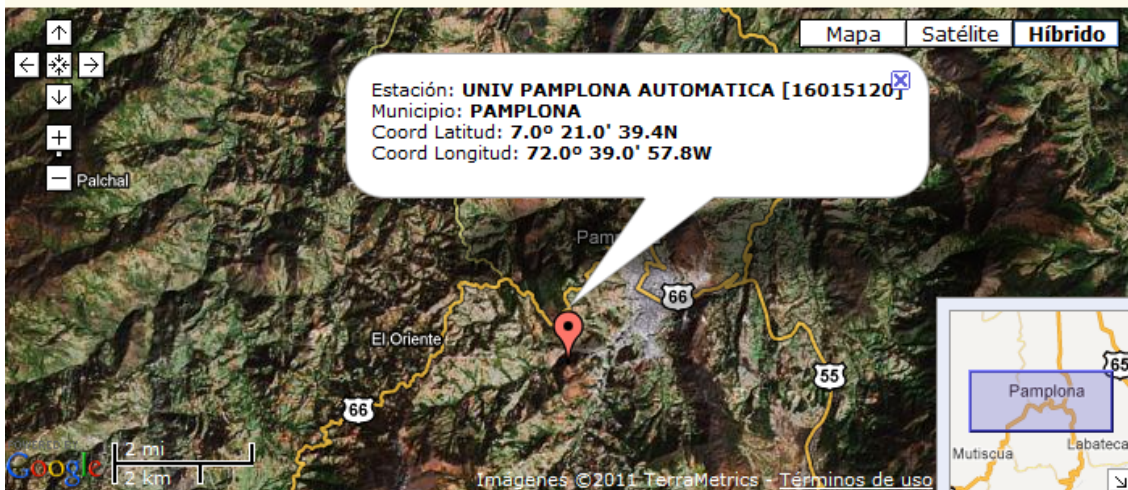 Mapa Satélite Híbrido
Estación: UNIV PAMPLONA AUTOMATICA [16015120]
Municipio: PAMPLONA
Coord Latitud: 7.0º 21.0' 39.4N
Coord Longitud: 72.0º 39.0' 57.8W
Palchal
66
El Oriente
55
66
65
Pamplona
Mutiscua
Labateca
2 mi
2 km
Google
Imágenes ©2011 TerraMetrics - Términos de uso